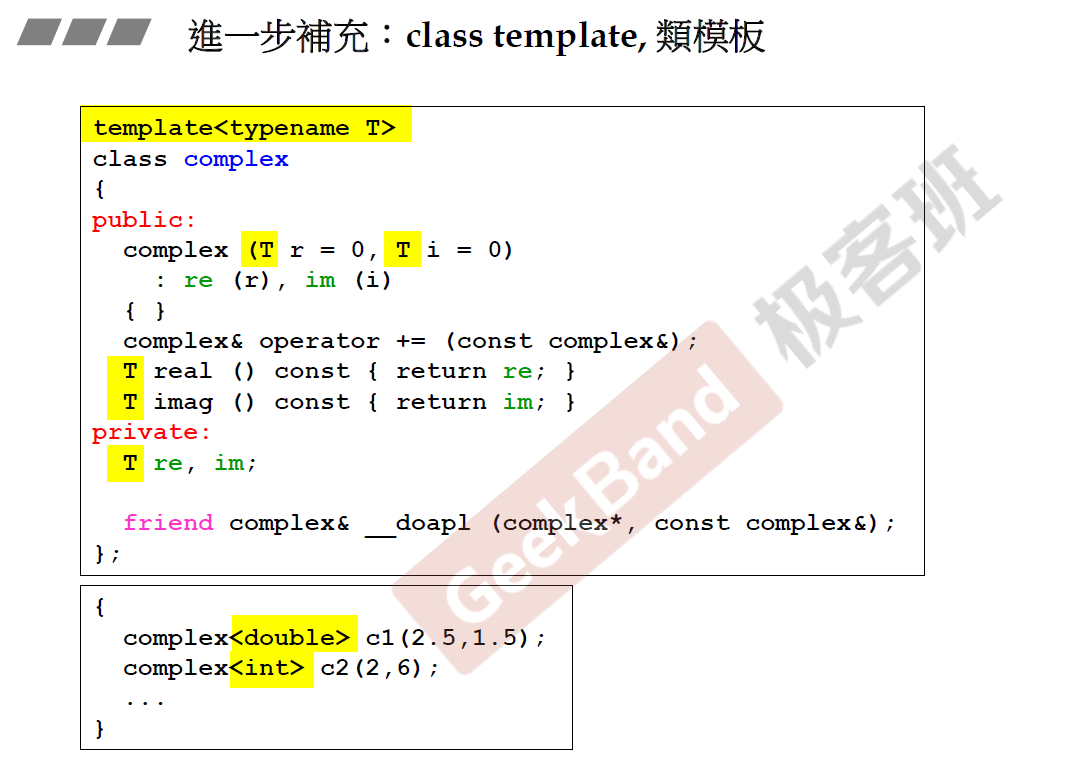 進一步補充：class template, 類模板
template<typename T>
class complex
{
public:
  complex (T r = 0, T i = 0)
    : re (r), im (i)
  { }
  complex& operator += (const complex&);
  T real () const { return re; }
  T imag () const { return im; }
private:
  T re, im;
  friend complex& __doapl (complex*, const complex&);
};
{
  complex<double> c1(2.5,1.5);
  complex<int> c2(2,6);
  ...
}
GeekBand 极客班